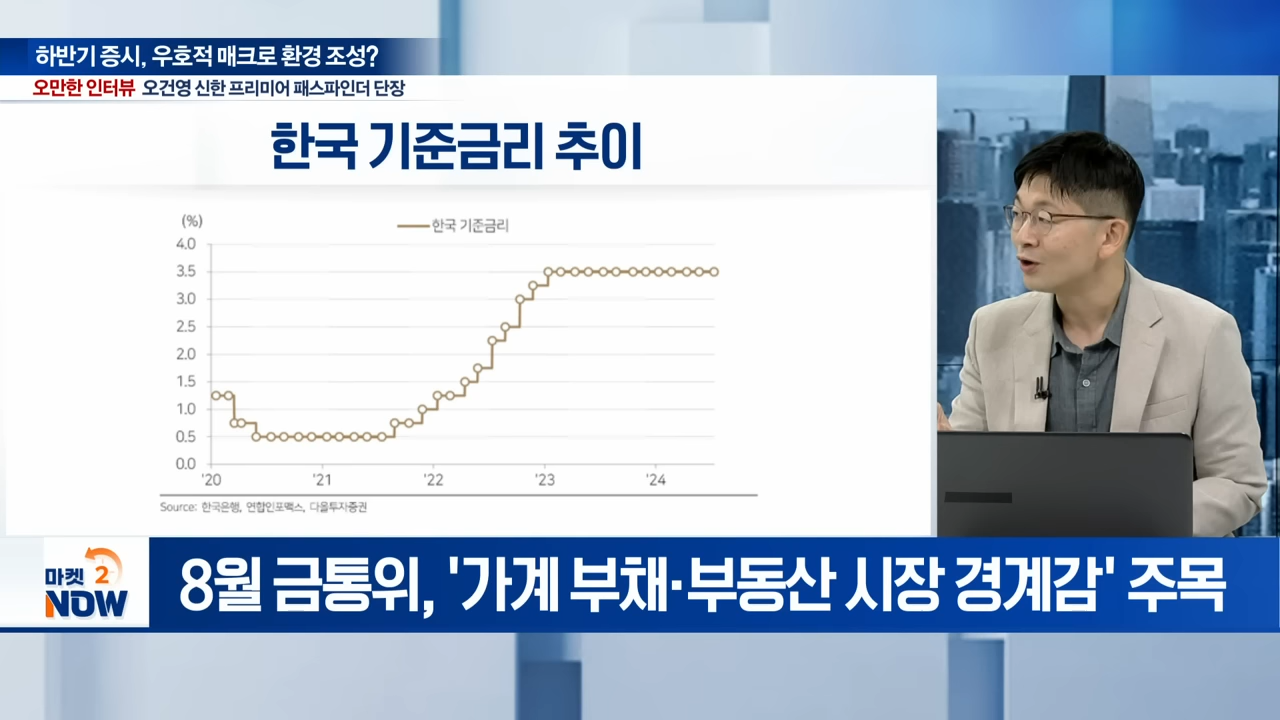 하반기 증시, 우호적 매크로 환경 조성?
오만한 인터뷰 오건영 신한 프리미어 패스파인더 단장
한국 기준금리 추이
(%)
한국 기준금리
4.0
3.5
3.0
2.5
2.0
1.5
1.0
0.5
0.0
'20 '21 '22 '23 '24
Source: 한국은행, 연합인포맥스, 다올투자증권
마켓 2
NOW
8월 금통위, '가계 부채·부동산 시장 경계감' 주목